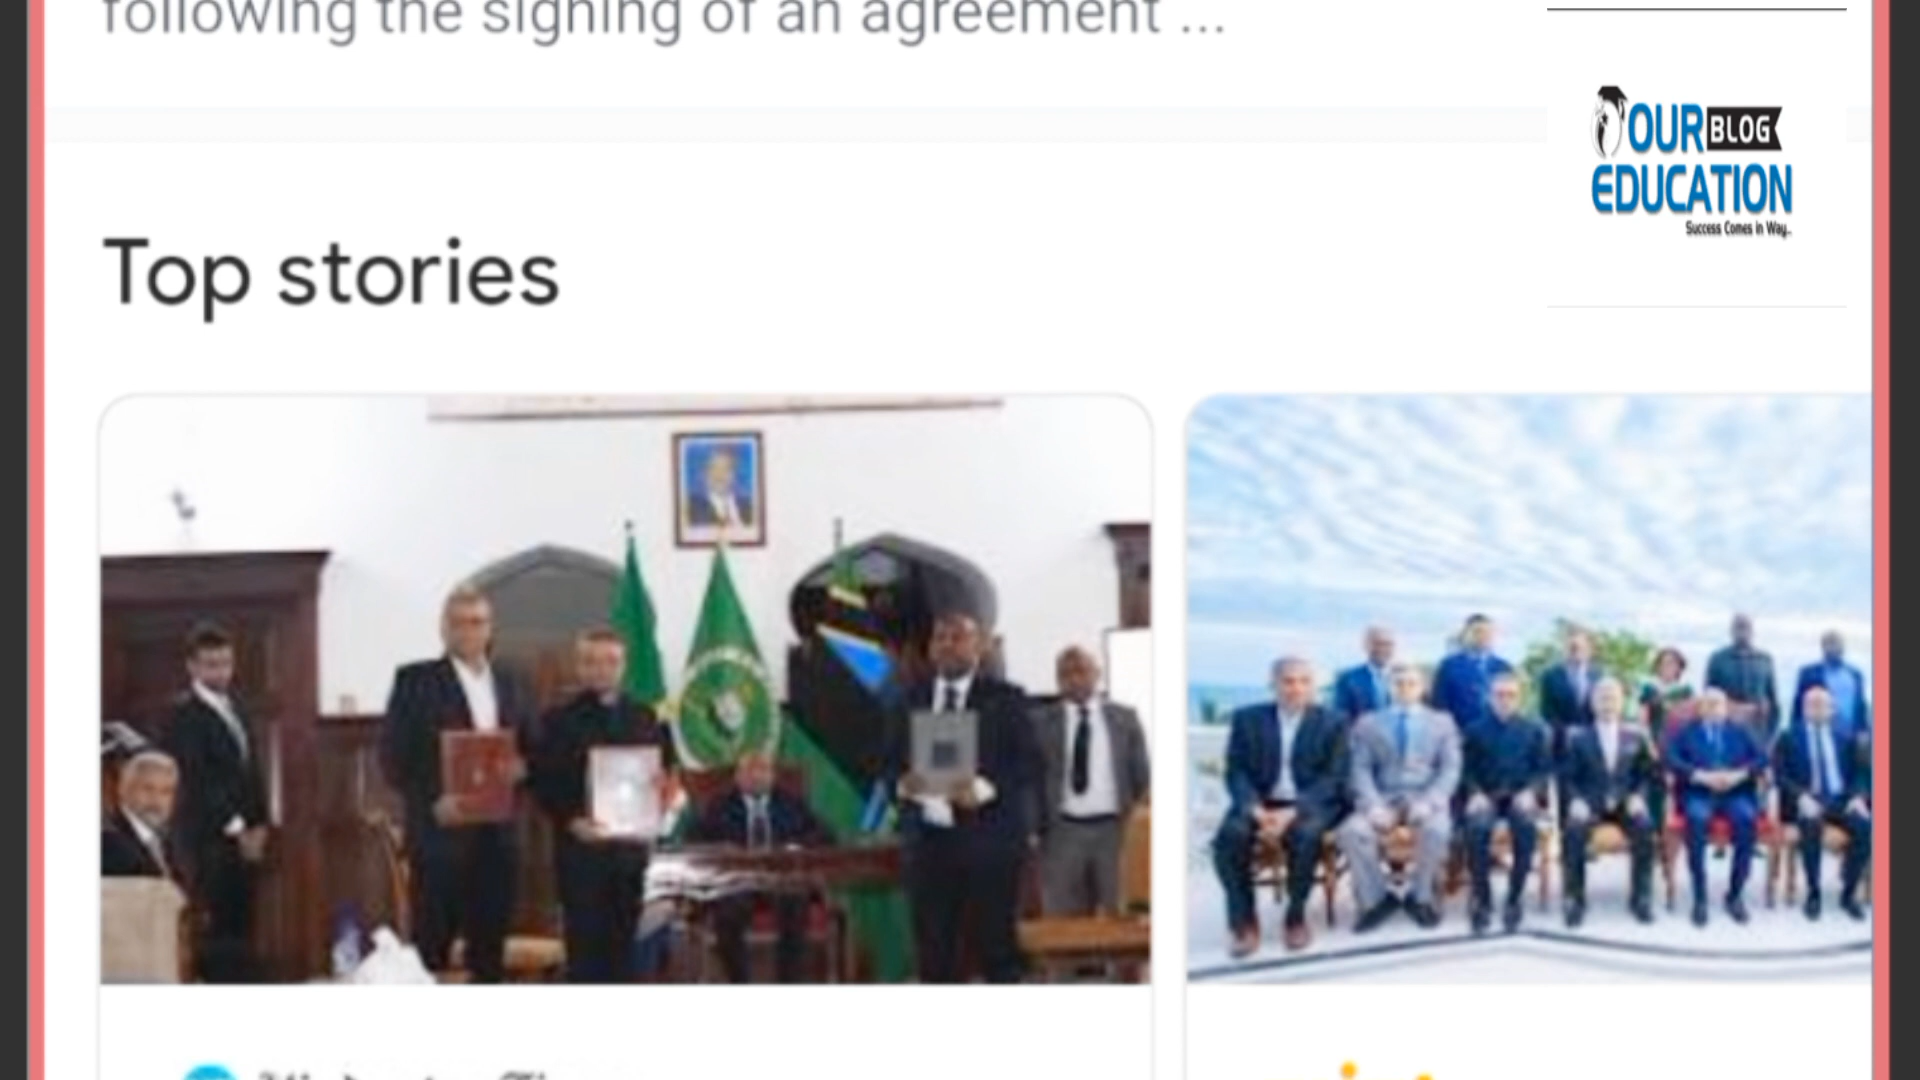 following the signing of an agreement ...
OUR BLOG
EDUCATION
Success Comes in Way..
Top stories